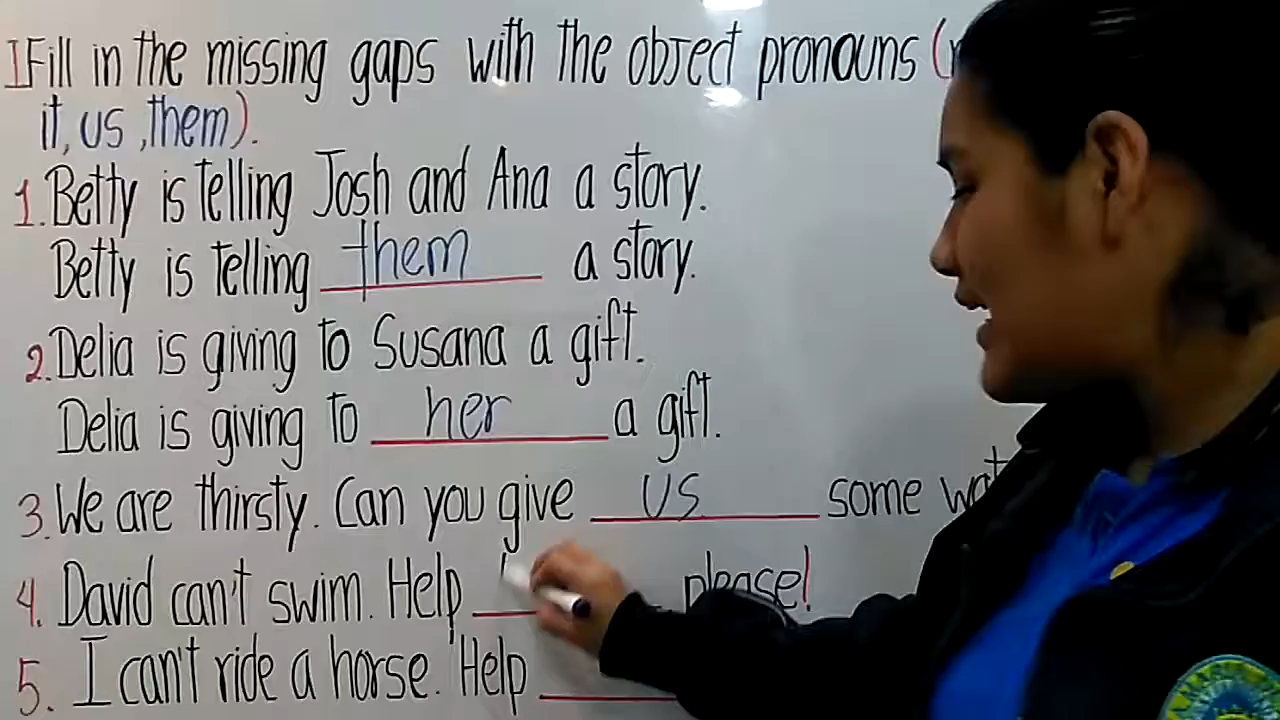 I Fill in the missing gaps with the object pronouns (
it, us, them).
1. Betty is telling Josh and Ana a story.
Betty is telling them a story.
2. Delia is giving to Susana a gift.
Delia is giving to her a gift.
3. We are thirsty. Can you give us some
4. David can't swim. Help please!
5. I can't ride a horse. Help